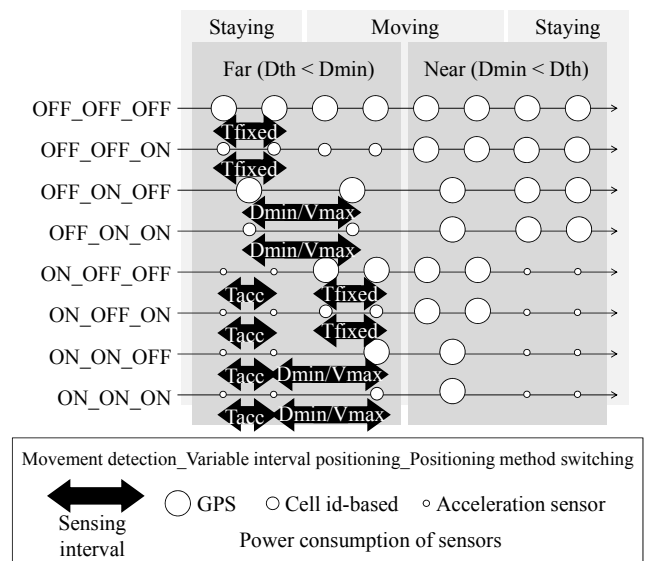 Staying Moving Staying
Far (Dth < Dmin) Near (Dmin < Dth)
OFF_OFF_OFF
Tfixed
OFF_OFF_ON
Tfixed
OFF_ON_OFF
Dmin/Vmax
OFF_ON_ON
Dmin/Vmax
ON_OFF_OFF
Tacc Tfixed
ON_OFF_ON
Tacc Tfixed
ON_ON_OFF
Tacc Dmin/Vmax
ON_ON_ON
Tacc Dmin/Vmax
Movement detection_Variable interval positioning_Positioning method switching
GPS Cell id-based Acceleration sensor
Sensing
interval
Power consumption of sensors